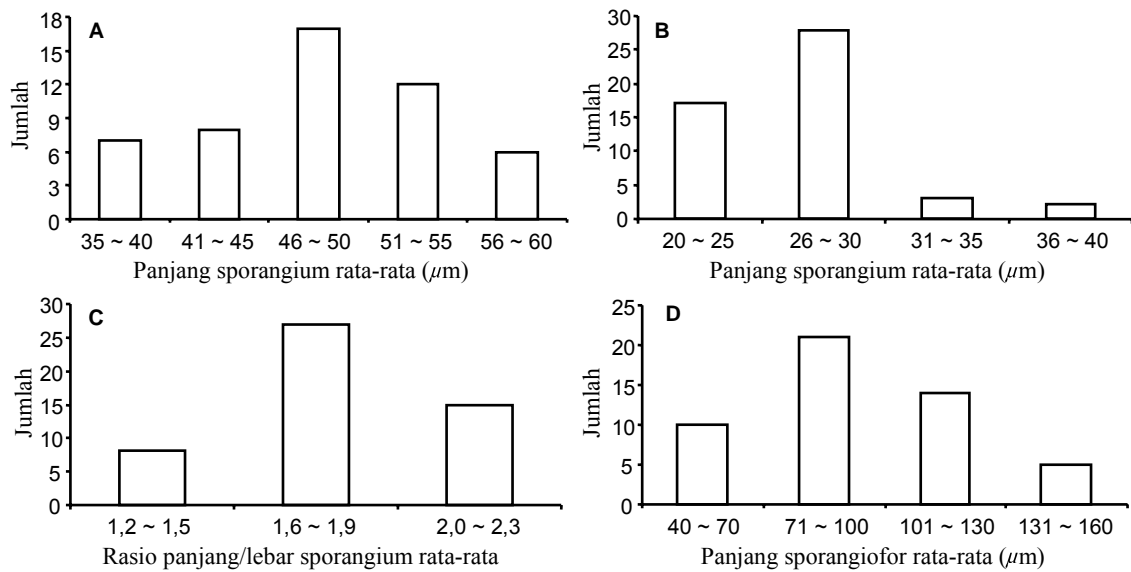 A
Jumlah
18
15
12
9
6
3
0
35 ~ 40 41 ~ 45 46 ~ 50 51 ~ 55 56 ~ 60
Panjang sporangium rata-rata (µm)
B
Jumlah
30
25
20
15
10
5
0
20 ~ 25 26 ~ 30 31 ~ 35 36 ~ 40
Panjang sporangium rata-rata (µm)
C
Jumlah
30
25
20
15
10
5
0
1,2 ~ 1,5 1,6 ~ 1,9 2,0 ~ 2,3
Rasio panjang/lebar sporangium rata-rata
D
Jumlah
25
20
15
10
5
0
40 ~ 70 71 ~ 100 101 ~ 130 131 ~ 160
Panjang sporangiofor rata-rata (µm)